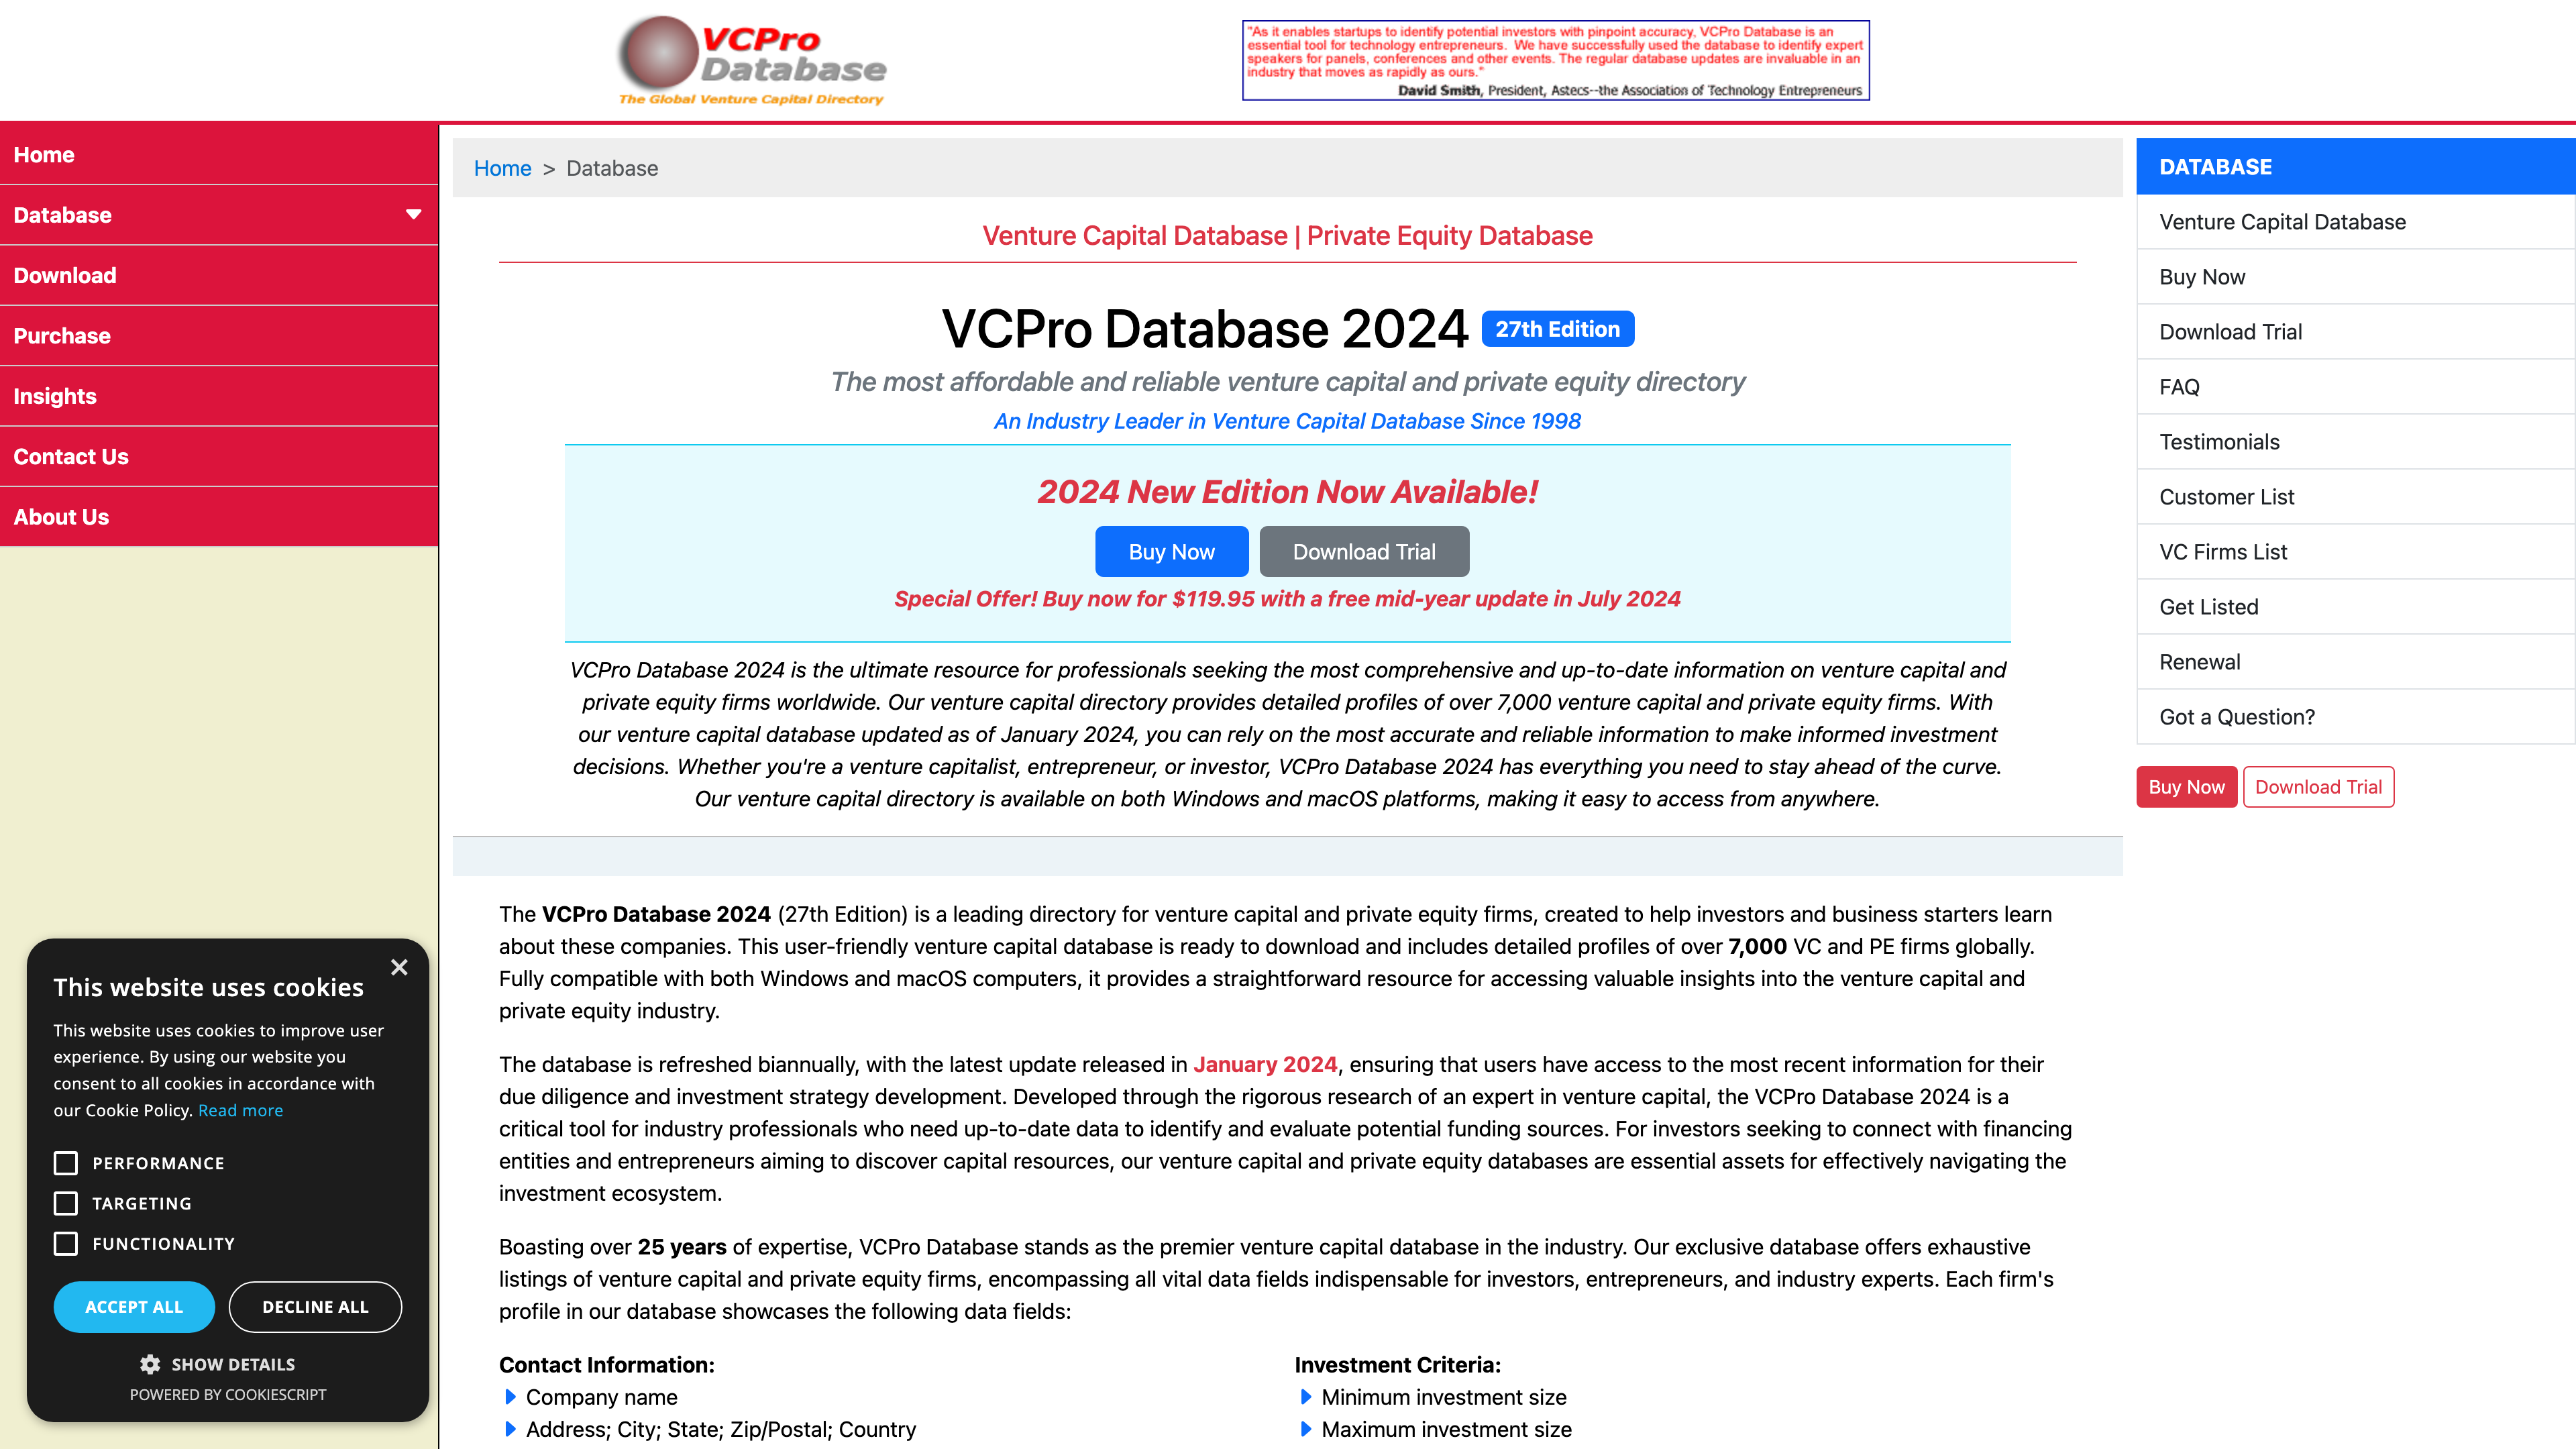 VCPro
Database
The Global Venture Capital Directory
"As it enables startups to identify potential investors with pinpoint accuracy, VCPro Database is an
essential tool for technology entrepreneurs. We have successfully used the database to identify expert
speakers for panels, conferences and other events. The regular database updates are invaluable in an
industry that moves as rapidly as ours."
David Smith, President, Astecs--the Association of Technology Entrepreneurs
Home
Database
Download
Purchase
Insights
Contact Us
About Us
Home > Database
Venture Capital Database | Private Equity Database
VCPro Database 2024 27th Edition
The most affordable and reliable venture capital and private equity directory
An Industry Leader in Venture Capital Database Since 1998
2024 New Edition Now Available!
Buy Now Download Trial
Special Offer! Buy now for $119.95 with a free mid-year update in July 2024
VCPro Database 2024 is the ultimate resource for professionals seeking the most comprehensive and up-to-date information on venture capital and
private equity firms worldwide. Our venture capital directory provides detailed profiles of over 7,000 venture capital and private equity firms. With
our venture capital database updated as of January 2024, you can rely on the most accurate and reliable information to make informed investment
decisions. Whether you're a venture capitalist, entrepreneur, or investor, VCPro Database 2024 has everything you need to stay ahead of the curve.
Our venture capital directory is available on both Windows and macOS platforms, making it easy to access from anywhere.
The VCPro Database 2024 (27th Edition) is a leading directory for venture capital and private equity firms, created to help investors and business starters learn
about these companies. This user-friendly venture capital database is ready to download and includes detailed profiles of over 7,000 VC and PE firms globally.
Fully compatible with both Windows and macOS computers, it provides a straightforward resource for accessing valuable insights into the venture capital and
private equity industry.
The database is refreshed biannually, with the latest update released in January 2024, ensuring that users have access to the most recent information for their
due diligence and investment strategy development. Developed through the rigorous research of an expert in venture capital, the VCPro Database 2024 is a
critical tool for industry professionals who need up-to-date data to identify and evaluate potential funding sources. For investors seeking to connect with financing
entities and entrepreneurs aiming to discover capital resources, our venture capital and private equity databases are essential assets for effectively navigating the
investment ecosystem.
Boasting over 25 years of expertise, VCPro Database stands as the premier venture capital database in the industry. Our exclusive database offers exhaustive
listings of venture capital and private equity firms, encompassing all vital data fields indispensable for investors, entrepreneurs, and industry experts. Each firm's
profile in our database showcases the following data fields:
Contact Information:
Company name
Address; City; State; Zip/Postal; Country
Investment Criteria:
Minimum investment size
Maximum investment size
DATABASE
Venture Capital Database
Buy Now
Download Trial
FAQ
Testimonials
Customer List
VC Firms List
Get Listed
Renewal
Got a Question?
Buy Now Download Trial
This website uses cookies
This website uses cookies to improve user
experience. By using our website you
consent to all cookies in accordance with
our Cookie Policy. Read more
PERFORMANCE
TARGETING
FUNCTIONALITY
ACCEPT ALL DECLINE ALL
SHOW DETAILS
POWERED BY COOKIESCRIPT